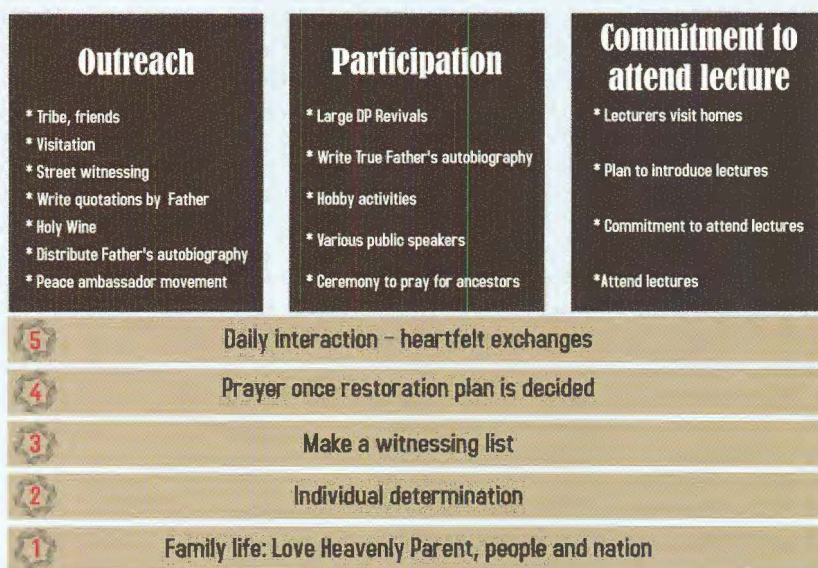 Outreach
* Tribe, friends
* Visitation
* Street witnessing
* Write quotations by Father
* Holy Wine
* Distribute Father's autobiography
* Peace ambassador movement
Participation
* Large DP Revivals
* Write True Father's autobiography
* Hobby activities
* Various public speakers
* Ceremony to pray for ancestors
Commitment to
attend lecture
* Lecturers visit homes
* Plan to introduce lectures
* Commitment to attend lectures
*Attend lectures
5 Daily interaction – heartfelt exchanges
4 Prayer once restoration plan is decided
3 Make a witnessing list
2 Individual determination
1 Family life: Love Heavenly Parent, people and nation